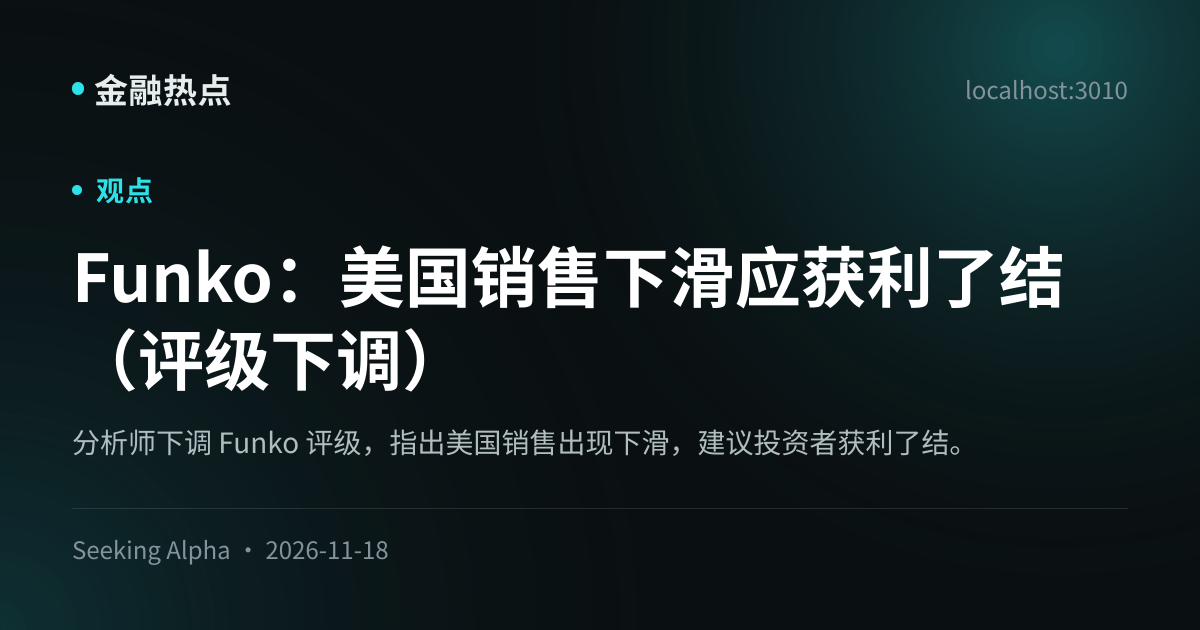 金融热点
localhost:3010
观点
Funko：美国销售下滑应获利了结
（评级下调）
分析师下调 Funko 评级，指出美国销售出现下滑，建议投资者获利了结。
Seeking Alpha · 2026-11-18